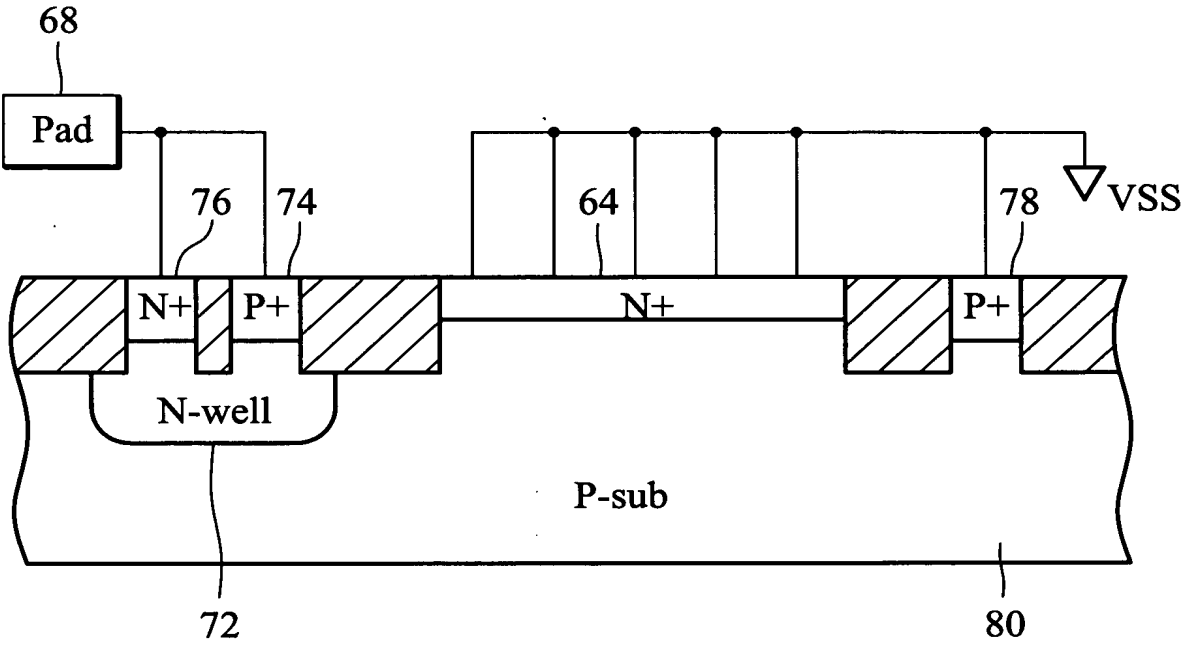 68
Pad
76 74 64 78 VSS
N+ P+ N+ P+
N-well
P-sub
72 80